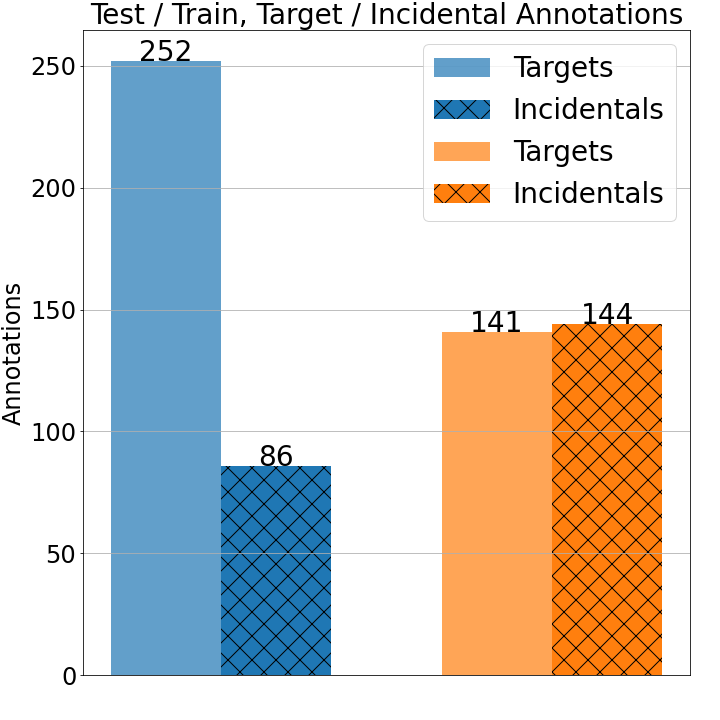 Test / Train, Target / Incidental Annotations
252
86
141
144
Targets
Incidentals
Targets
Incidentals
Annotations
250
200
150
100
50
0